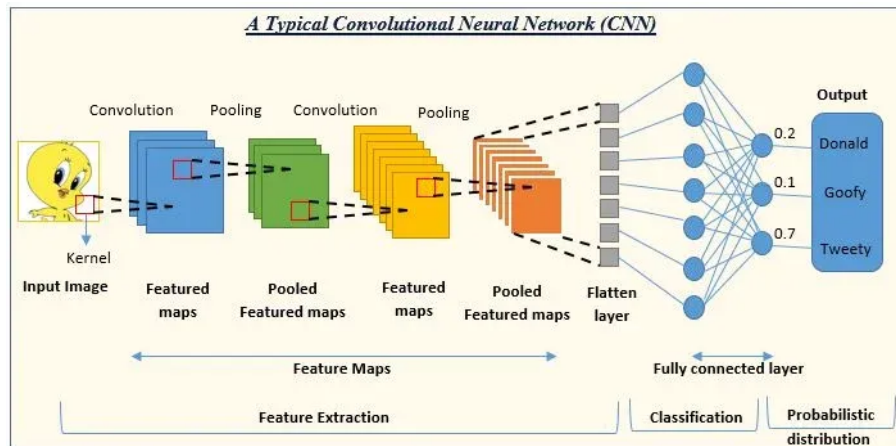 A Typical Convolutional Neural Network (CNN)
Convolution
Pooling
Convolution
Pooling
Output
0.2
Donald
0.1
Goofy
0.7
Tweety
Kernel
Input Image
Featured
maps
Pooled
Featured maps
Featured
maps
Pooled
Featured maps
Flatten
layer
Feature Maps
Fully connected layer
Feature Extraction
Classification
Probabilistic
distribution